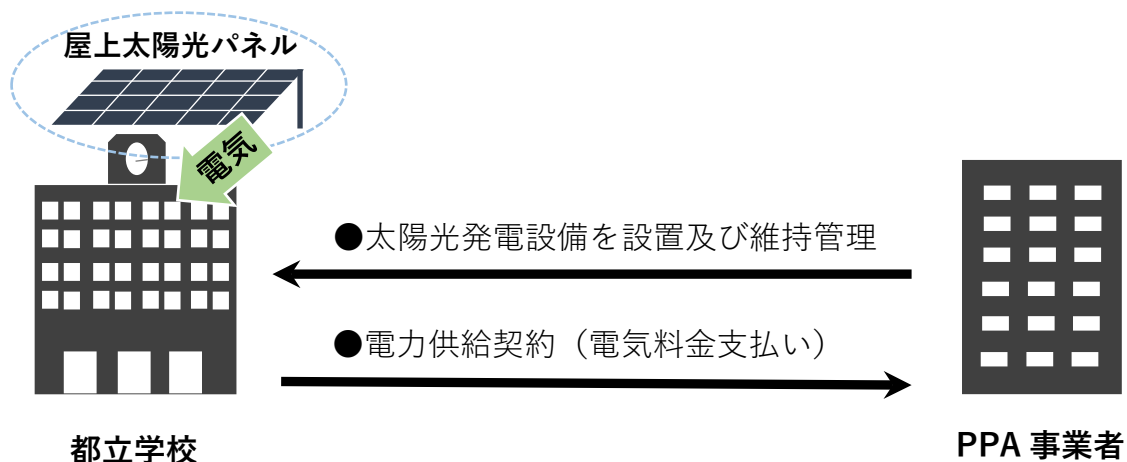 屋上太陽光パネル
電気
●太陽光発電設備を設置及び維持管理
●電力供給契約（電気料金支払い）
都立学校
PPA 事業者